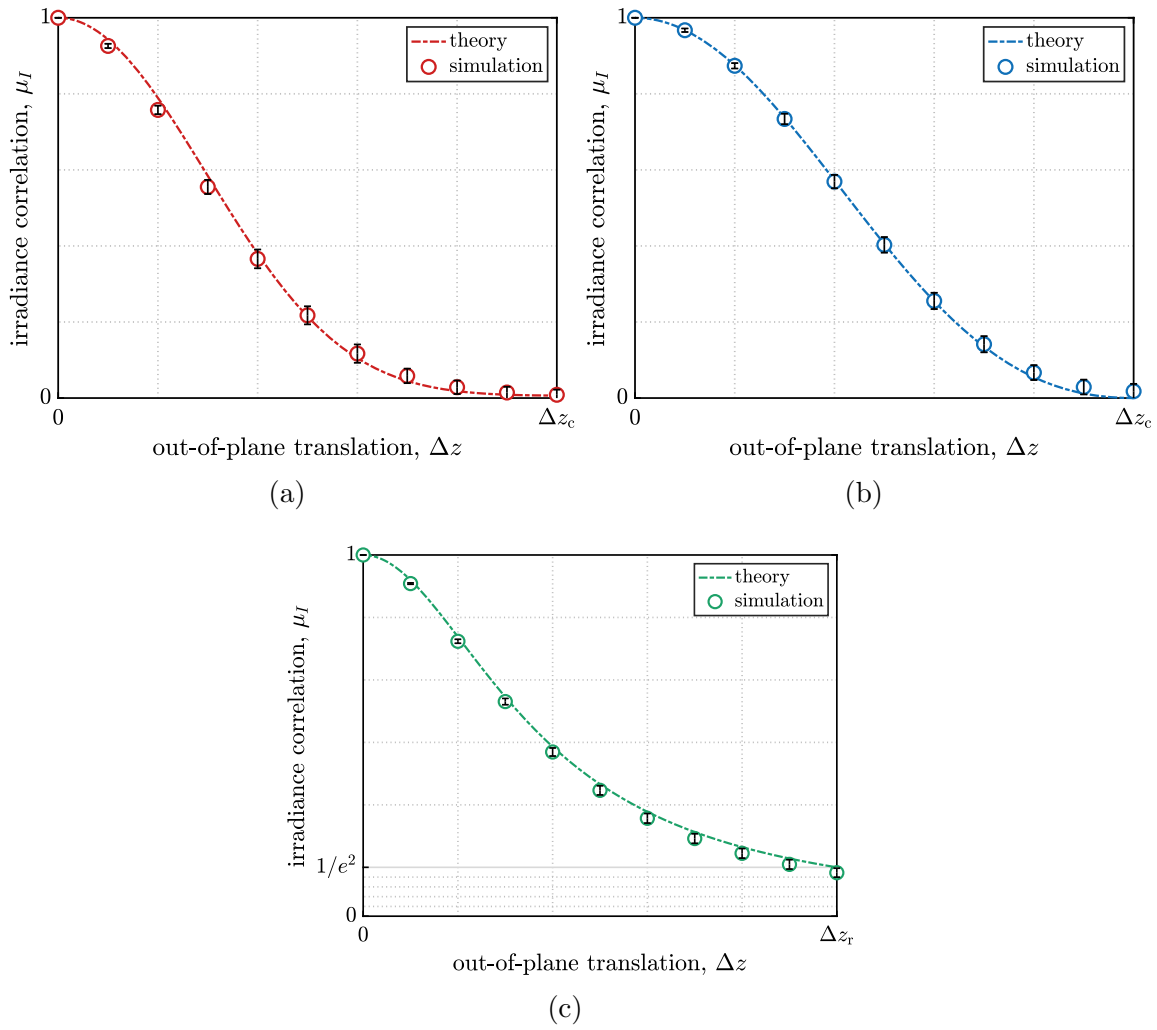 1
irradiance correlation, μ_I
0
0
Δz_c
out-of-plane translation, Δz
theory
simulation
(a)
1
irradiance correlation, μ_I
0
0
Δz_c
out-of-plane translation, Δz
theory
simulation
(b)
1
irradiance correlation, μ_I
1/e²
0
0
Δz_r
out-of-plane translation, Δz
theory
simulation
(c)